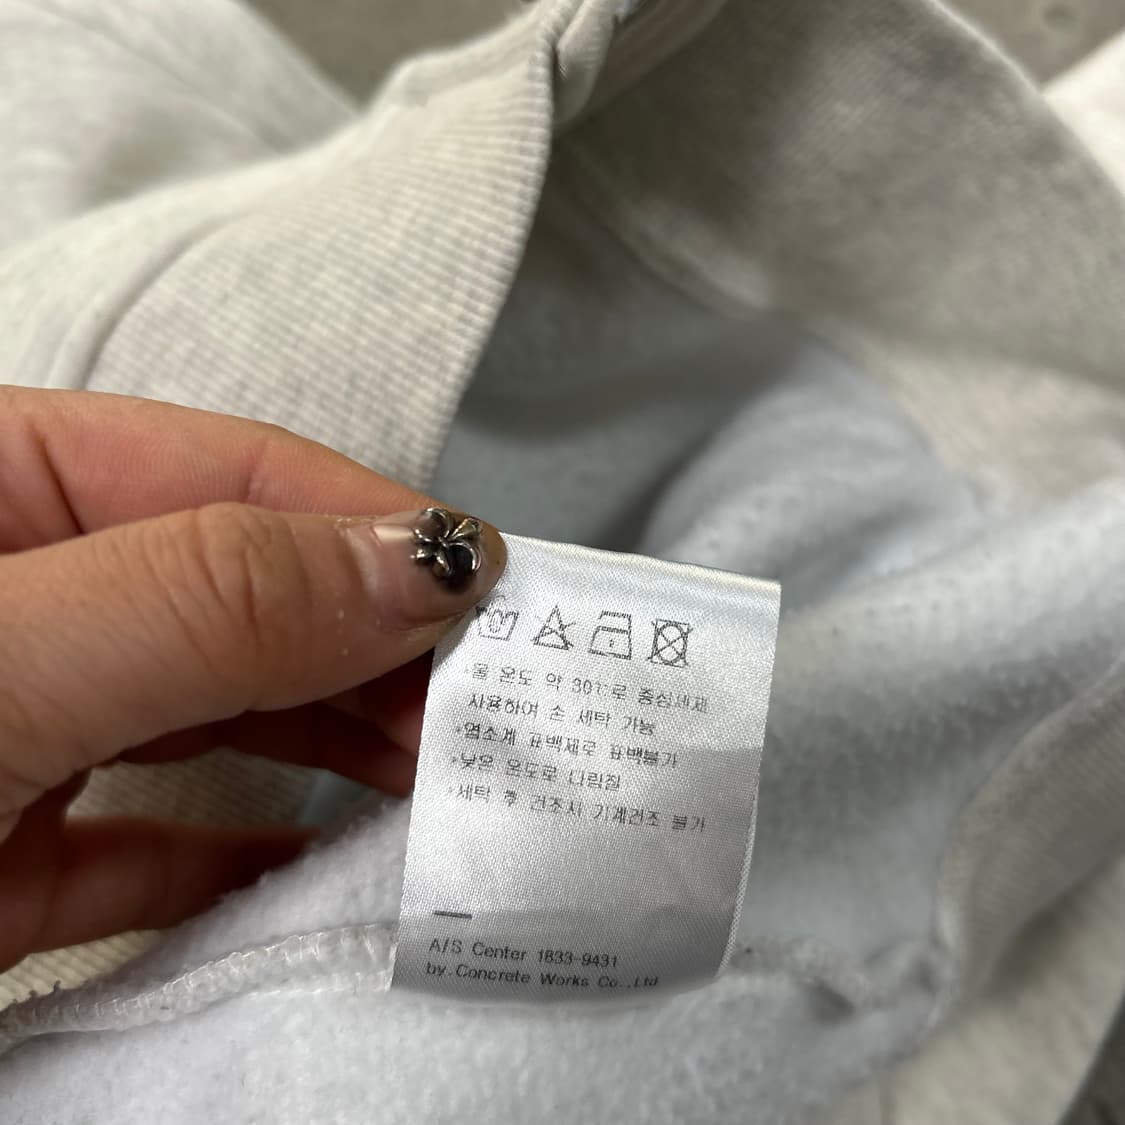 ·물 온도 약 30℃로 중성세제
사용하여 손 세탁 가능
·염소계 표백제로 표백불가
·낮은 온도로 다림질
·세탁 후 건조시 기계건조 불가
A/S Center 1833-9431
by.Concrete Works Co.,Ltd